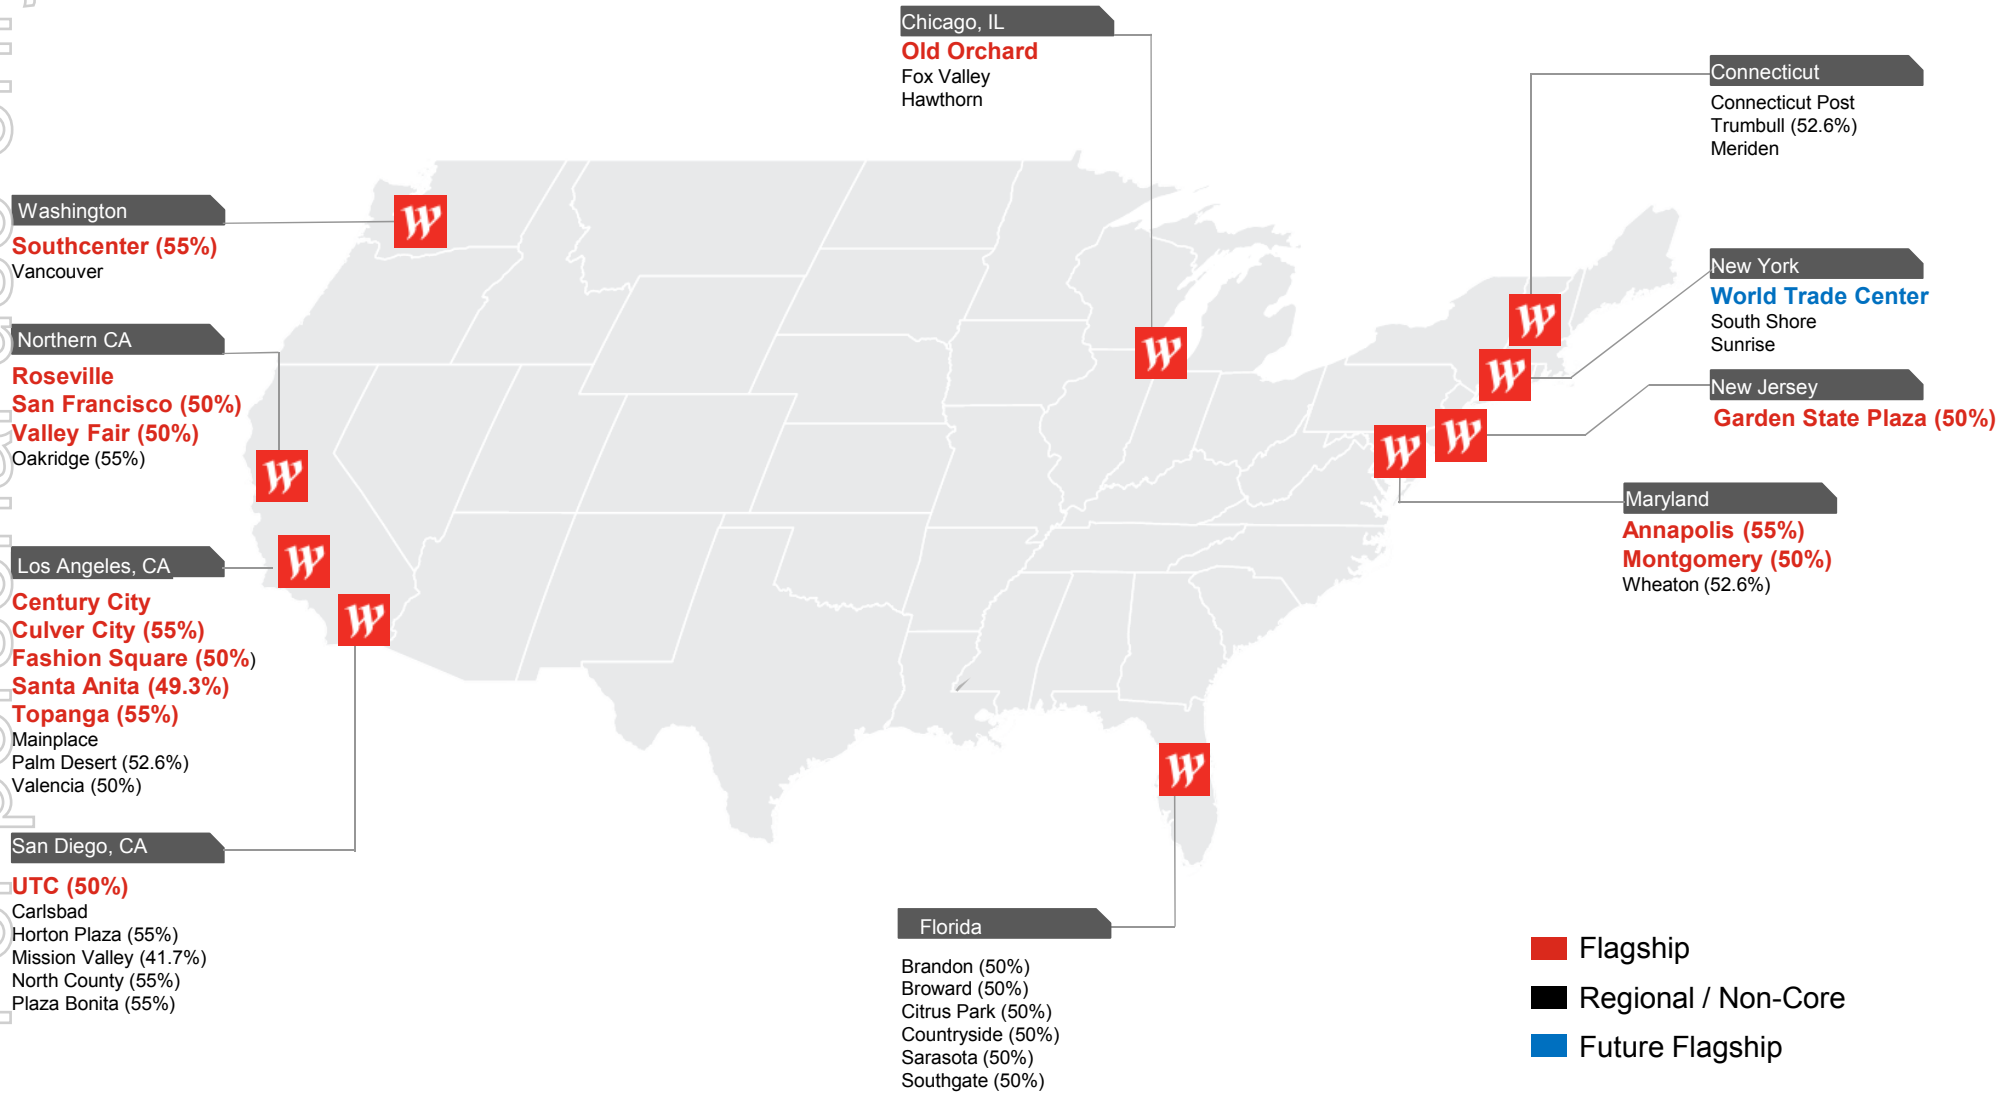 Chicago, IL
Old Orchard
Fox Valley
Hawthorn
Connecticut
Connecticut Post
Trumbull (52.6%)
Meriden
Washington
Southcenter (55%)
Vancouver
New York
World Trade Center
South Shore
Sunrise
Northern CA
Roseville
San Francisco (50%)
Valley Fair (50%)
Oakridge (55%)
New Jersey
Garden State Plaza (50%)
Maryland
Annapolis (55%)
Montgomery (50%)
Wheaton (52.6%)
Los Angeles, CA
Century City
Culver City (55%)
Fashion Square (50%)
Santa Anita (49.3%)
Topanga (55%)
Mainplace
Palm Desert (52.6%)
Valencia (50%)
San Diego, CA
UTC (50%)
Carlsbad
Horton Plaza (55%)
Mission Valley (41.7%)
North County (55%)
Plaza Bonita (55%)
Florida
Brandon (50%)
Broward (50%)
Citrus Park (50%)
Countryside (50%)
Sarasota (50%)
Southgate (50%)
Flagship
Regional / Non-Core
Future Flagship